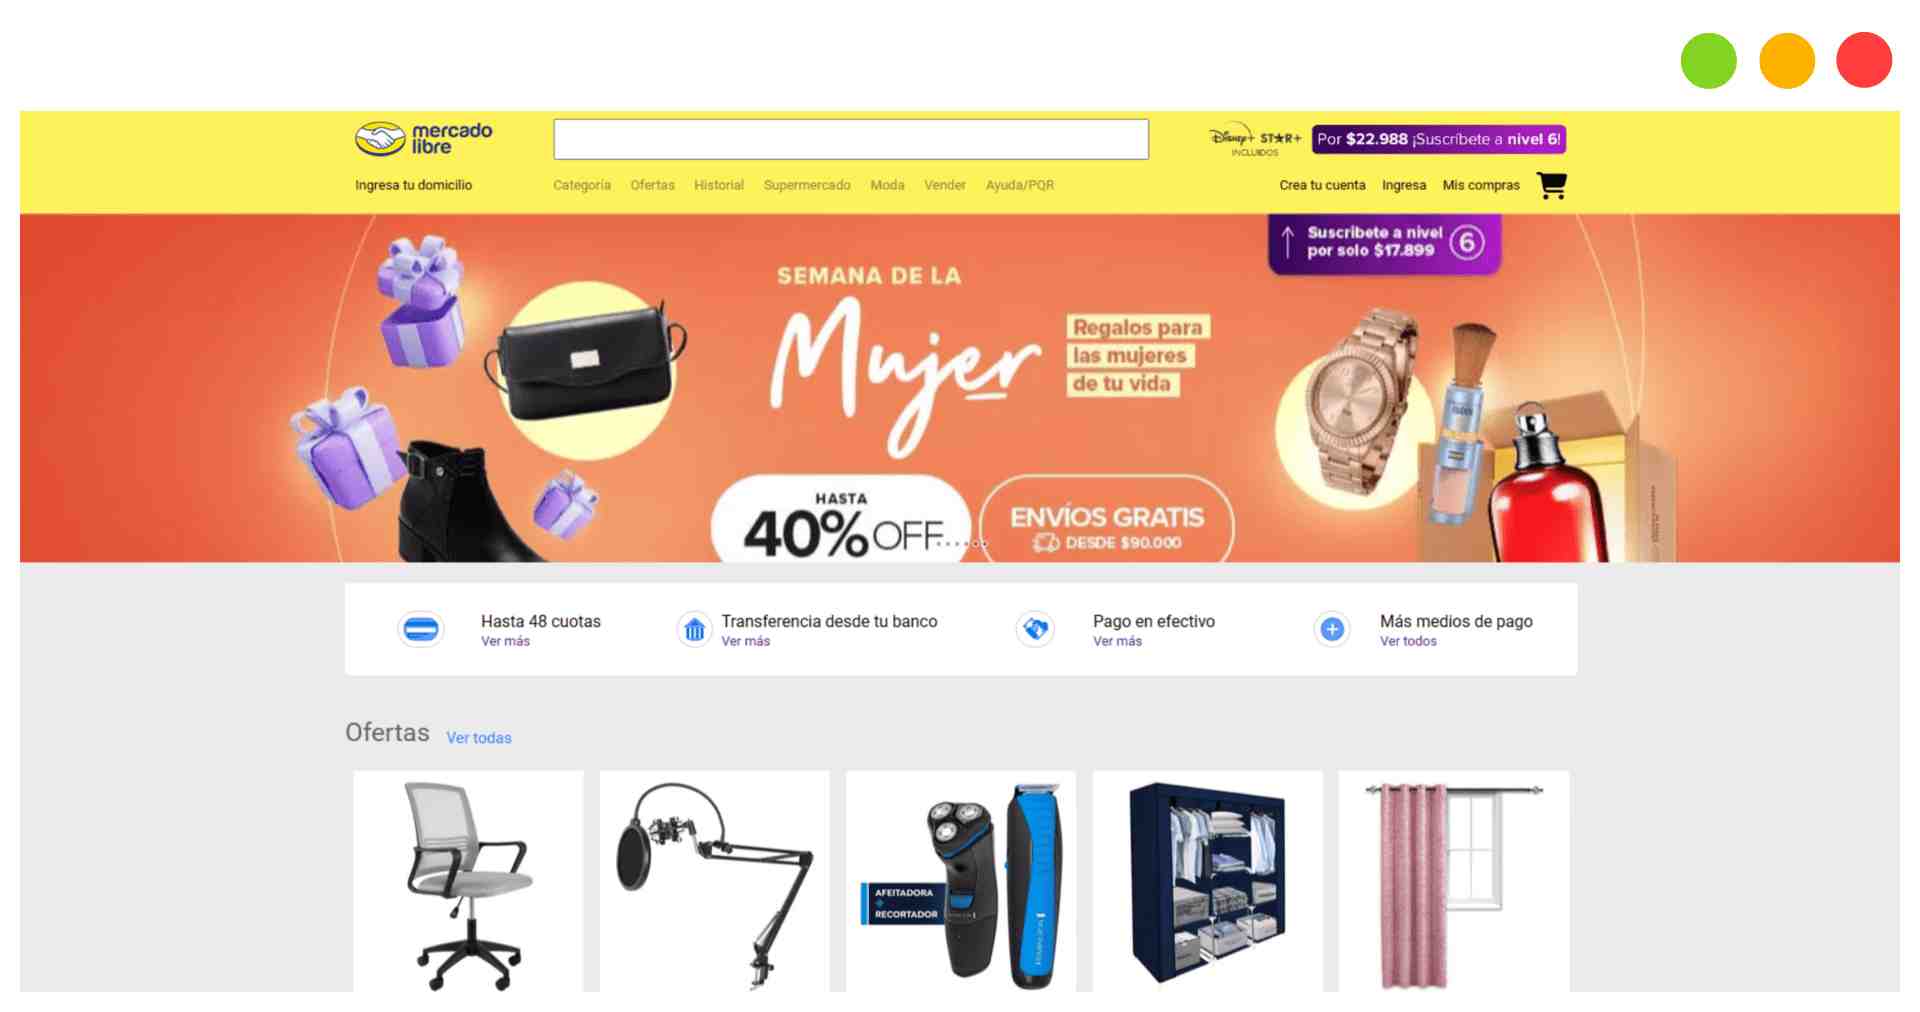 mercado
libre
Disney+ STAR+
INCLUIDOS
Por $22.988 ¡Suscríbete a nivel 6!
Ingresa tu domicilio
Categoría Ofertas Historial Supermercado Moda Vender Ayuda/PQR
Crea tu cuenta Ingresa Mis compras
Suscríbete a nivel 6
por solo $17.899
SEMANA DE LA
Mujer
Regalos para
las mujeres
de tu vida
HASTA
40% OFF
ENVÍOS GRATIS
DESDE $90.000
Hasta 48 cuotas
Ver más
Transferencia desde tu banco
Ver más
Pago en efectivo
Ver más
Más medios de pago
Ver todos
Ofertas Ver todas
AFEITADORA
+
RECORTADOR